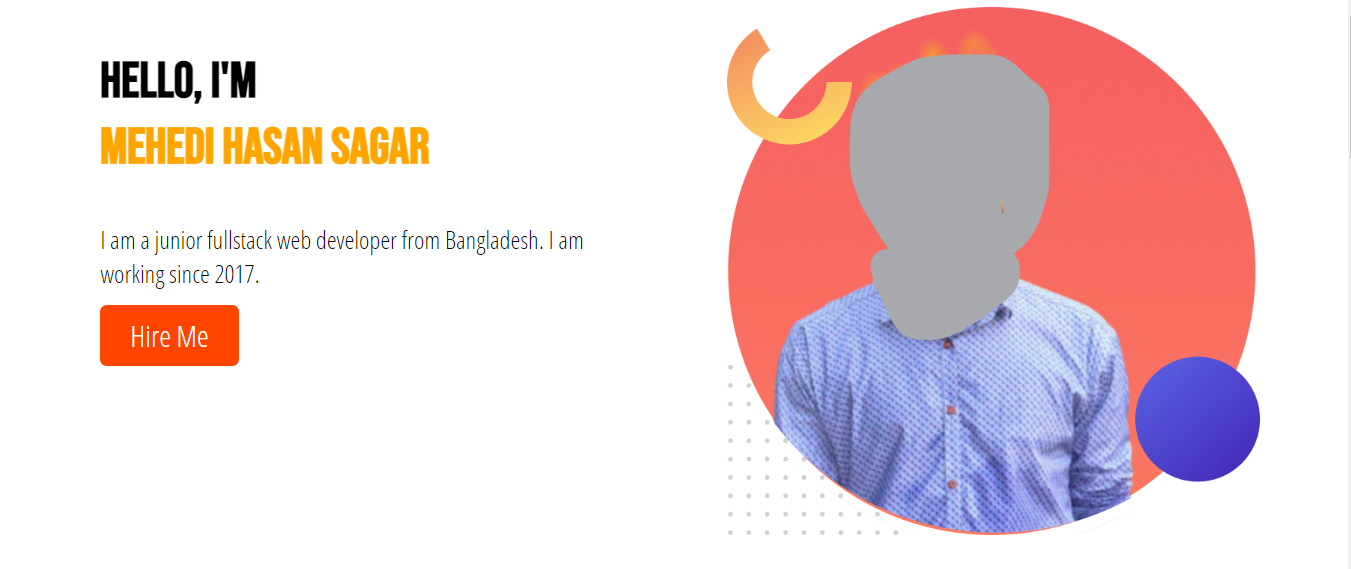 HELLO, I'M
MEHEDI HASAN SAGAR
I am a junior fullstack web developer from Bangladesh. I am
working since 2017.
Hire Me